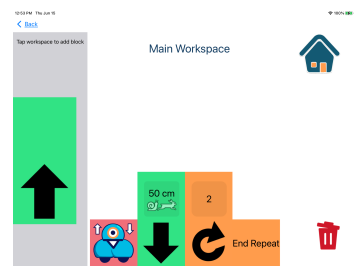 12:53 PM Thu Jun 15
100%
Back
Tap workspace to add block
Main Workspace
50 cm
2
End Repeat